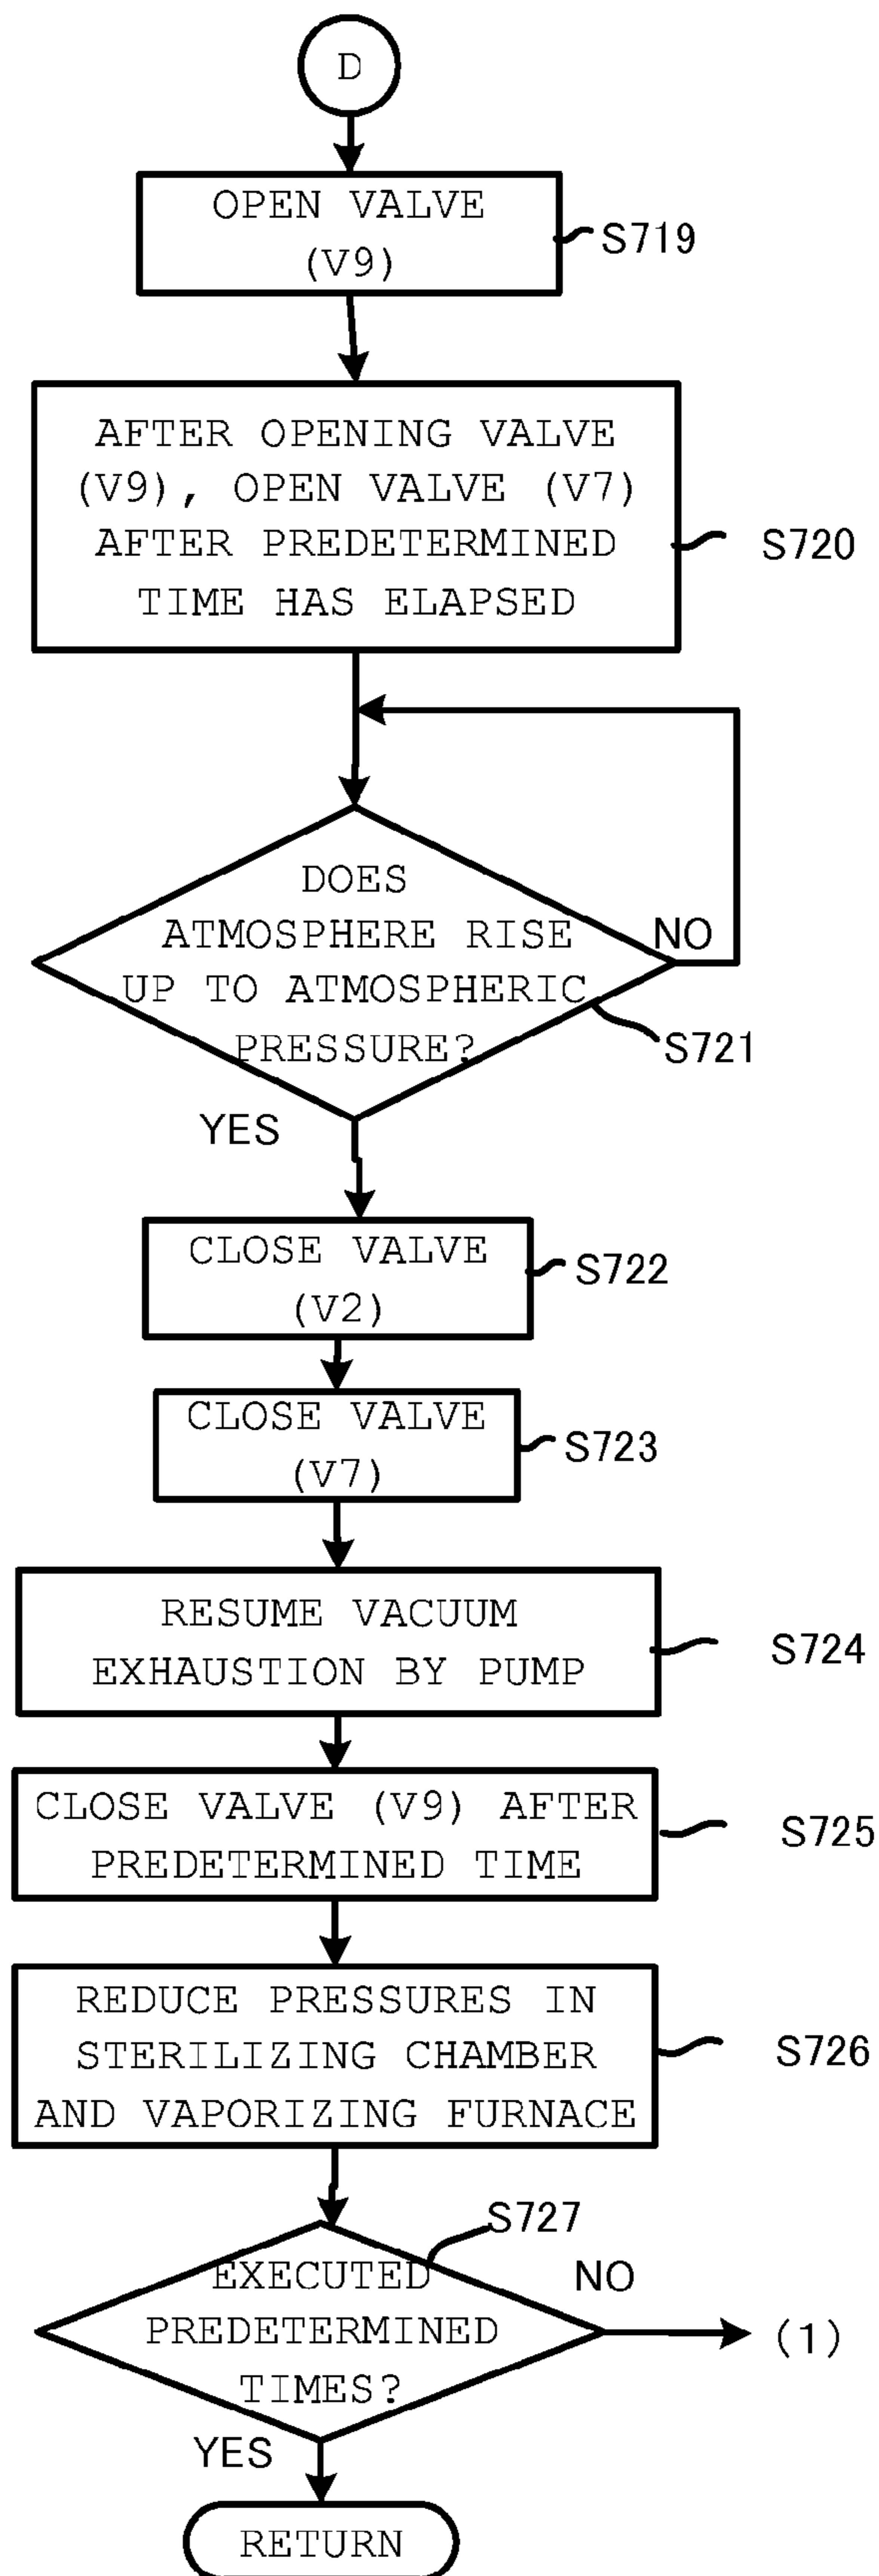 D
OPEN VALVE
(V9)
S719
AFTER OPENING VALVE
(V9), OPEN VALVE (V7)
AFTER PREDETERMINED
TIME HAS ELAPSED
S720
DOES
ATMOSPHERE RISE
UP TO ATMOSPHERIC
PRESSURE?
NO
S721
YES
CLOSE VALVE
(V2)
S722
CLOSE VALVE
(V7)
S723
RESUME VACUUM
EXHAUSTION BY PUMP
S724
CLOSE VALVE (V9) AFTER
PREDETERMINED TIME
S725
REDUCE PRESSURES IN
STERILIZING CHAMBER
AND VAPORIZING FURNACE
S726
S727
EXECUTED
PREDETERMINED
TIMES?
NO
(1)
YES
RETURN